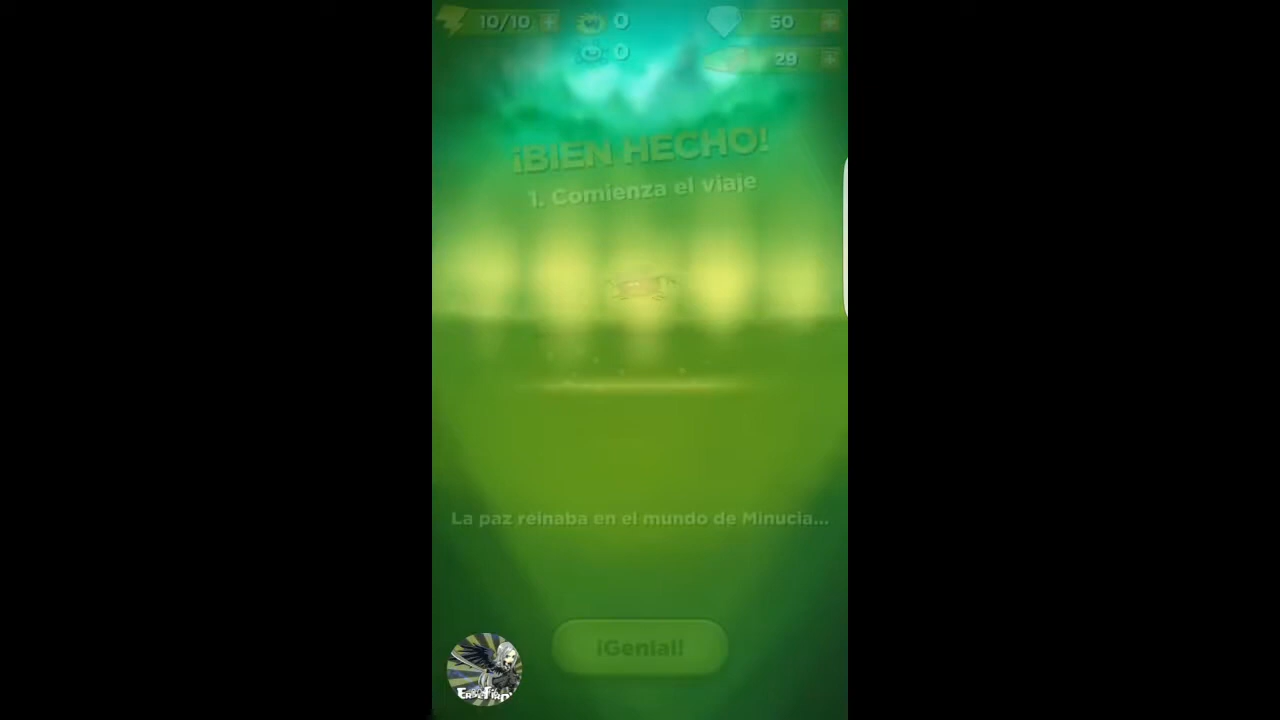 10/10 0 50
0 29
¡BIEN HECHO!
1. Comienza el viaje
La paz reinaba en el mundo de Minucia...
¡Genial!